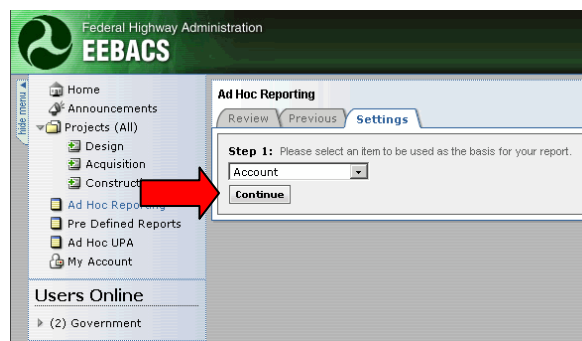 Federal Highway Administration
EEBACS
hide menu
Home
Announcements
Projects (All)
Design
Acquisition
Construct
Ad Hoc Reporting
Pre Defined Reports
Ad Hoc UPA
My Account
Users Online
(2) Government
Ad Hoc Reporting
Review Previous Settings
Step 1: Please select an item to be used as the basis for your report.
Account
Continue